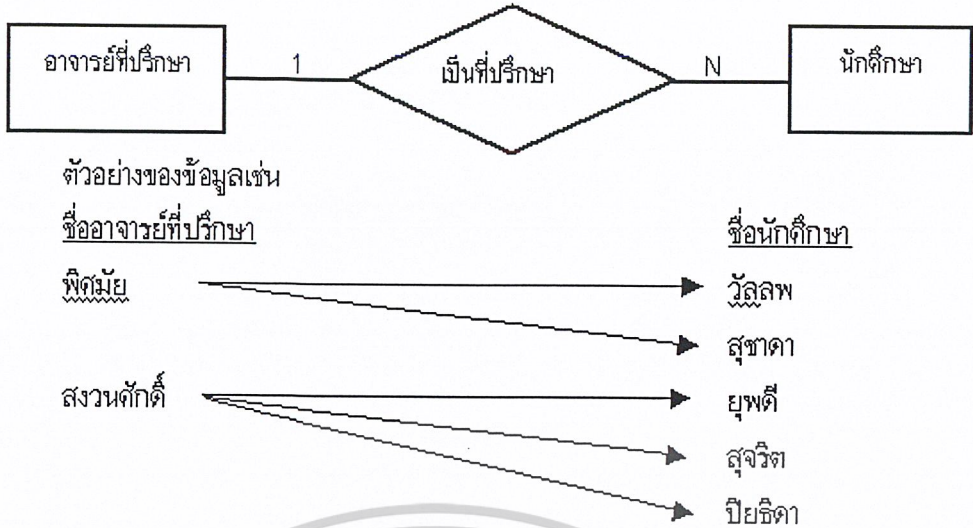 อาจารย์ที่ปรึกษา 1 เป็นที่ปรึกษา N นักศึกษา
ตัวอย่างของข้อมูลเช่น
ชื่ออาจารย์ที่ปรึกษา ชื่อนักศึกษา
พิศมัย วัลลพ
สุชาดา
สงวนศักดิ์ ยุพดี
สุจริต
ปิยธิดา